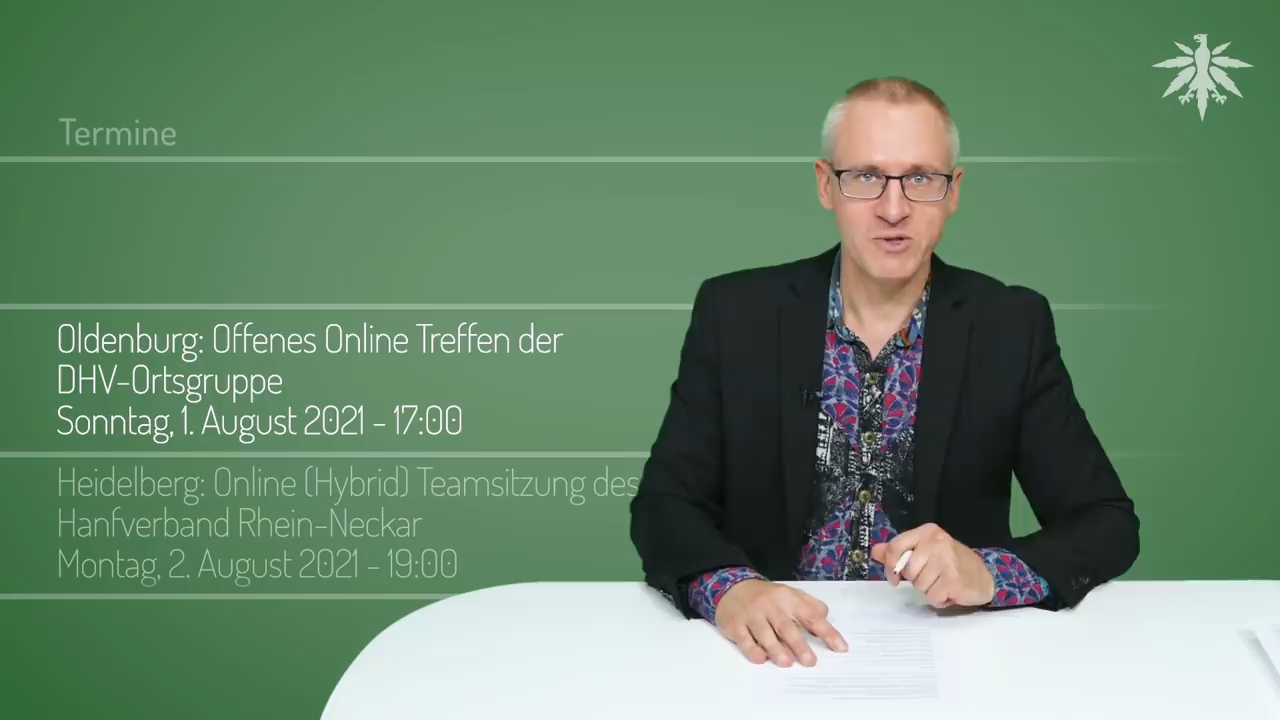 Termine
Oldenburg: Offenes Online Treffen der
DHV-Ortsgruppe
Sonntag, 1. August 2021 - 17:00
Heidelberg: Online (Hybrid) Teamsitzung des
Hanfverband Rhein-Neckar
Montag, 2. August 2021 - 19:00